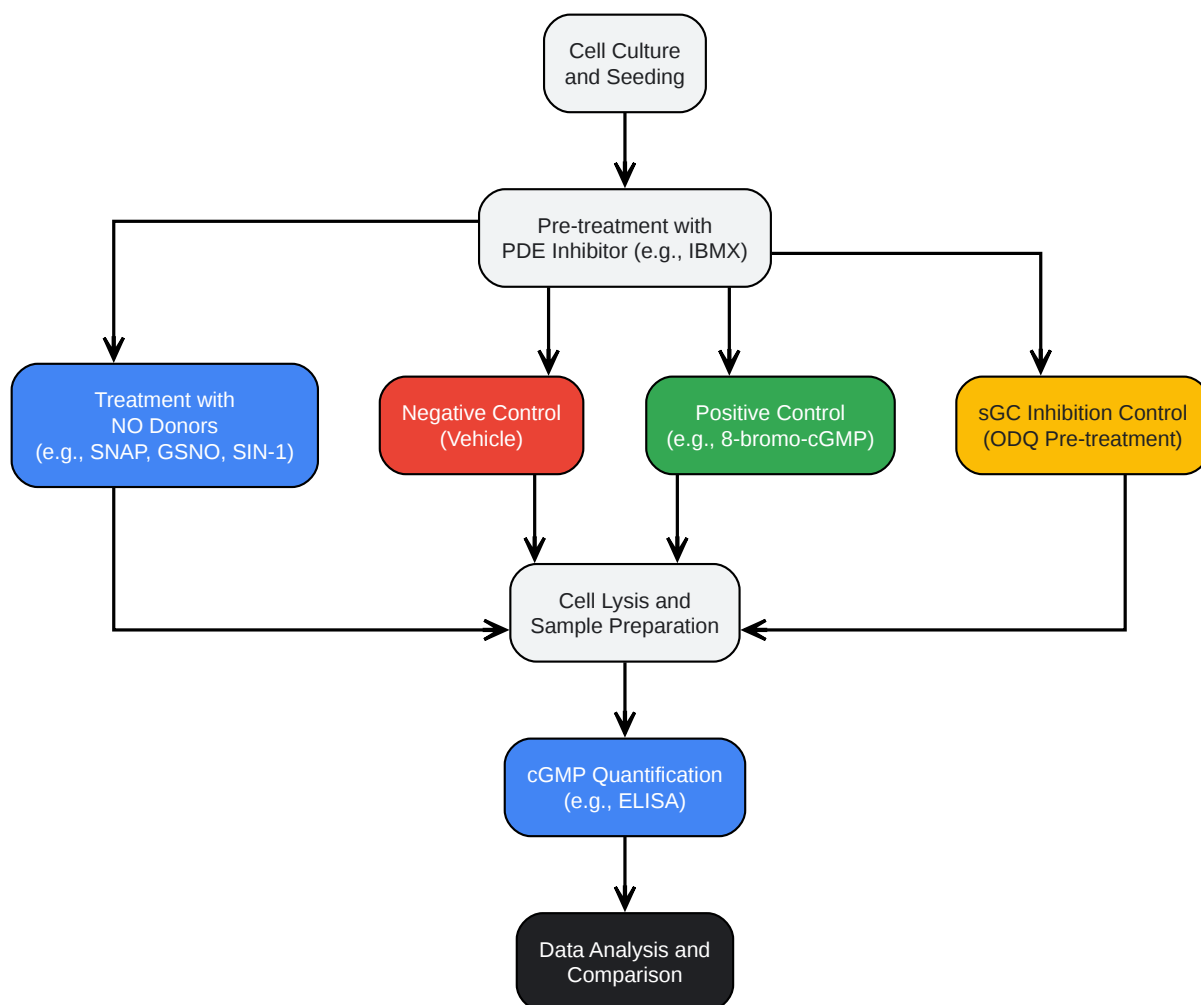 Cell Culture
and Seeding
Pre-treatment with
PDE Inhibitor (e.g., IBMX)
Treatment with
NO Donors
(e.g., SNAP, GSNO, SIN-1)
Negative Control
(Vehicle)
Positive Control
(e.g., 8-bromo-cGMP)
sGC Inhibition Control
(ODQ Pre-treatment)
Cell Lysis and
Sample Preparation
cGMP Quantification
(e.g., ELISA)
Data Analysis and
Comparison